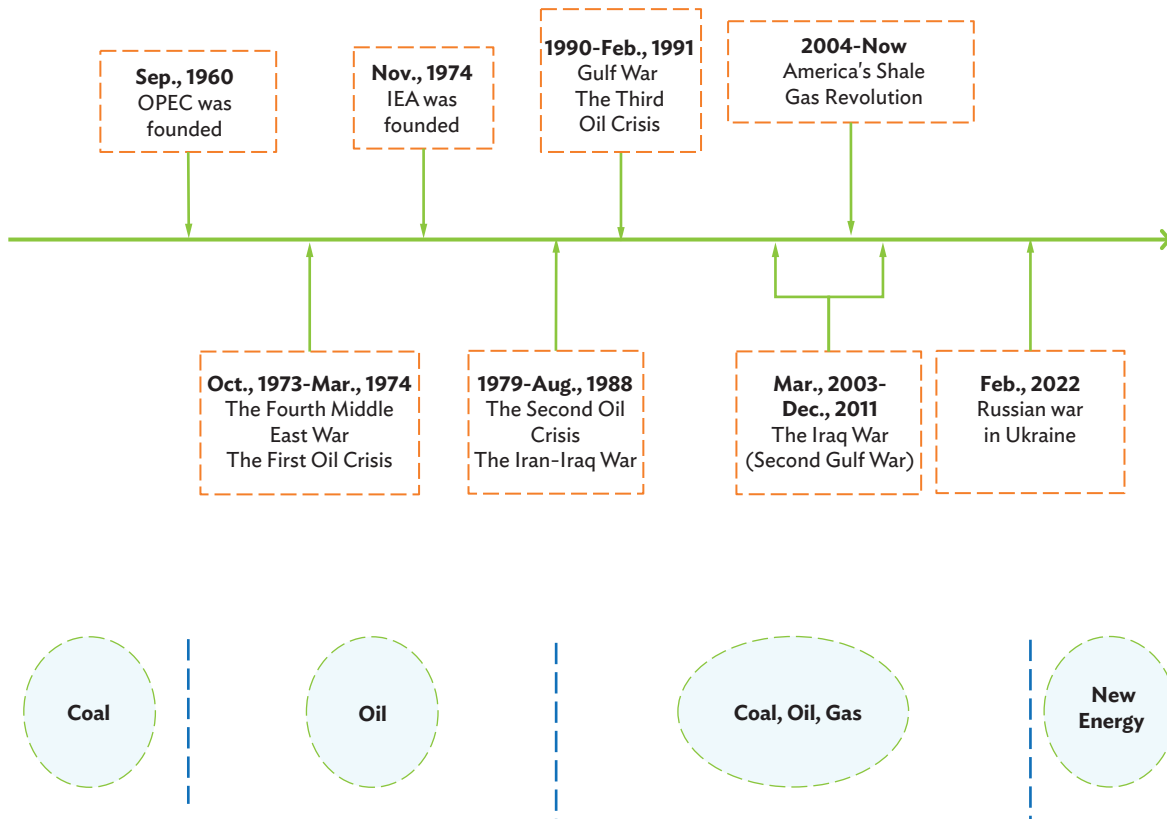 Sep., 1960
OPEC was
founded
Nov., 1974
IEA was
founded
1990-Feb., 1991
Gulf War
The Third
Oil Crisis
2004-Now
America's Shale
Gas Revolution
Oct., 1973-Mar., 1974
The Fourth Middle
East War
The First Oil Crisis
1979-Aug., 1988
The Second Oil
Crisis
The Iran-Iraq War
Mar., 2003-
Dec., 2011
The Iraq War
(Second Gulf War)
Feb., 2022
Russian war
in Ukraine
Coal
Oil
Coal, Oil, Gas
New
Energy